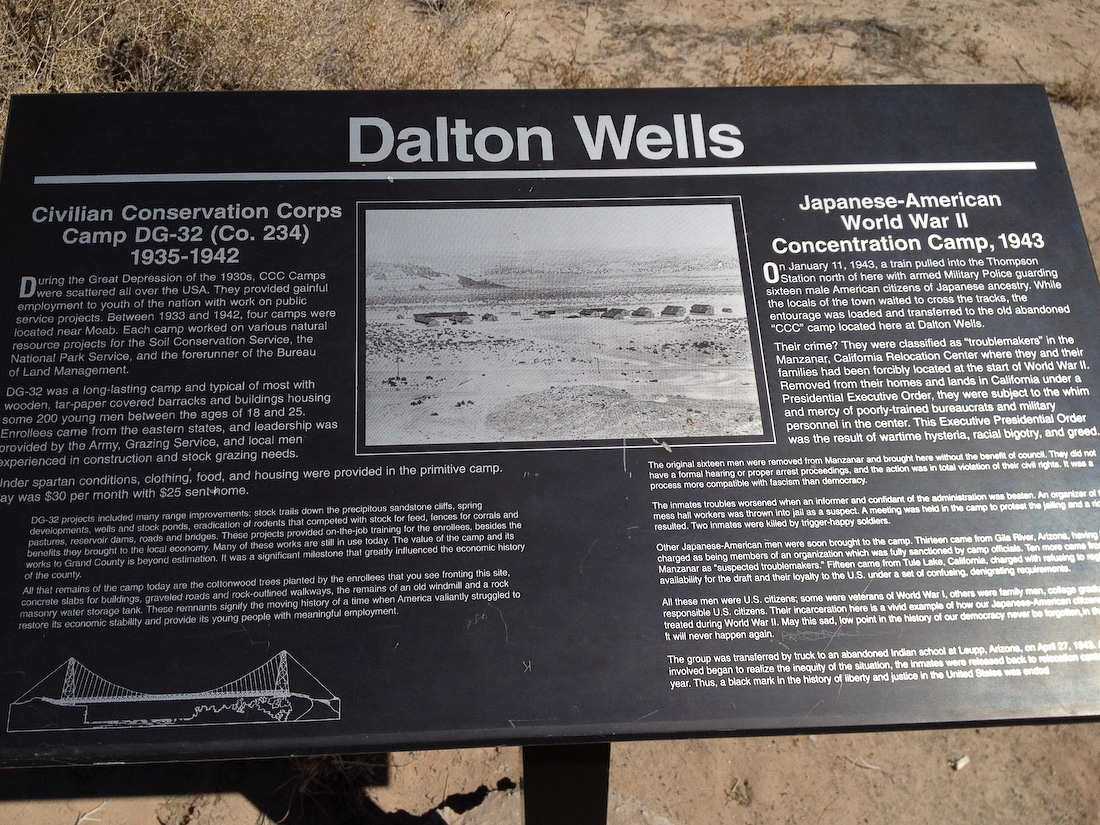 Dalton Wells
Civilian Conservation Corps
Camp DG-32 (Co. 234)
1935-1942
During the Great Depression of the 1930s, CCC Camps
were scattered all over the USA. They provided gainful
employment to youth of the nation with work on public
service projects. Between 1933 and 1942, four camps were
located near Moab. Each camp worked on various natural
resource projects for the Soil Conservation Service, the
National Park Service, and the forerunner of the Bureau
of Land Management.
DG-32 was a long-lasting camp and typical of most with
wooden, tar-paper covered barracks and buildings housing
some 200 young men between the ages of 18 and 25.
Enrollees came from the eastern states, and leadership was
provided by the Army, Grazing Service, and local men
experienced in construction and stock grazing needs.
Under spartan conditions, clothing, food, and housing were provided in the primitive camp.
ay was $30 per month with $25 sent home.
DG-32 projects included many range improvements: stock trails down the precipitous sandstone cliffs, spring
developments, wells and stock ponds, eradication of rodents that competed with stock for feed, fences for corrals and
pastures, reservoir dams, roads and bridges. These projects provided on-the-job training for the enrollees, besides the
benefits they brought to the local economy. Many of these works are still in use today. The value of the camp and its
works to Grand County is beyond estimation. It was a significant milestone that greatly influenced the economic history
of the county.
All that remains of the camp today are the cottonwood trees planted by the enrollees that you see fronting this site,
concrete slabs for buildings, graveled roads and rock-outlined walkways, the remains of an old windmill and a rock
masonry water storage tank. These remnants signify the moving history of a time when America valiantly struggled to
restore its economic stability and provide its young people with meaningful employment.
Japanese-American
World War II
Concentration Camp, 1943
On January 11, 1943, a train pulled into the Thompson
Station north of here with armed Military Police guarding
sixteen male American citizens of Japanese ancestry. While
the locals of the town waited to cross the tracks, the
entourage was loaded and transferred to the old abandoned
"CCC" camp located here at Dalton Wells.
Their crime? They were classified as "troublemakers" in the
Manzanar, California Relocation Center where they and their
families had been forcibly located at the start of World War II.
Removed from their homes and lands in California under a
Presidential Executive Order, they were subject to the whim
and mercy of poorly-trained bureaucrats and military
personnel in the center. This Executive Presidential Order
was the result of wartime hysteria, racial bigotry, and greed.
The original sixteen men were removed from Manzanar and brought here without the benefit of council. They did not
have a formal hearing or proper arrest proceedings, and the action was in total violation of their civil rights. It was a
process more compatible with fascism than democracy.
The inmates troubles worsened when an informer and confidant of the administration was beaten. An organizer of
mess hall workers was thrown into jail as a suspect. A meeting was held in the camp to protest the jailing and a
resulted. Two inmates were killed by trigger-happy soldiers.
Other Japanese-American men were soon brought to the camp. Thirteen came from Gila River, Arizona, having
charged as being members of an organization which was fully sanctioned by camp officials. Ten more came from
Manzanar as "suspected troublemakers." Fifteen came from Tule Lake, California, charged with refusing to
availability for the draft and their loyalty to the U.S. under a set of confusing, denigrating requirements.
All these men were U.S. citizens; some were veterans of World War I, others were family men, college
responsible U.S. citizens. Their incarceration here is a vivid example of how our Japanese-American citizens
treated during World War II. May this sad, low point in the history of our democracy never be forgotten, in
It will never happen again.
The group was transferred by truck to an abandoned Indian school at Leupp, Arizona, on April 27, 1943.
involved began to realize the inequity of the situation, the inmates were released back to relocation
year. Thus, a black mark in the history of liberty and justice in the United States was ended